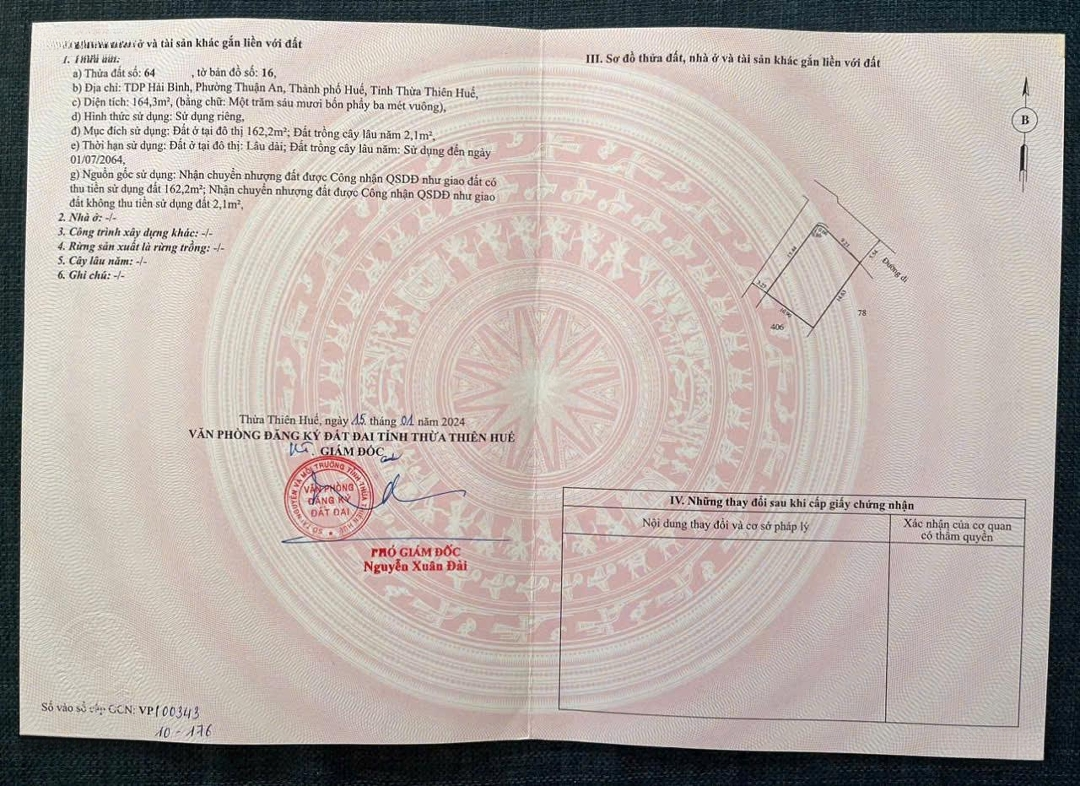 ở và tài sản khác gắn liền với đất
a) Thửa đất số: 64 , tờ bản đồ số: 16,
b) Địa chỉ: TDP Hải Bình, Phường Thuận An, Thành phố Huế, Tỉnh Thừa Thiên Huế,
c) Diện tích: 164,3m², (bằng chữ: Một trăm sáu mươi bốn phẩy ba mét vuông),
d) Hình thức sử dụng: Sử dụng riêng,
đ) Mục đích sử dụng: Đất ở tại đô thị 162,2m²; Đất trồng cây lâu năm 2,1m²,
e) Thời hạn sử dụng: Đất ở tại đô thị: Lâu dài; Đất trồng cây lâu năm: Sử dụng đến ngày
01/07/2064,
g) Nguồn gốc sử dụng: Nhận chuyển nhượng đất được Công nhận QSDĐ như giao đất có
thu tiền sử dụng đất 162,2m²; Nhận chuyển nhượng đất được Công nhận QSDĐ như giao
đất không thu tiền sử dụng đất 2,1m²,
2. Nhà ở: -/-
3. Công trình xây dựng khác: -/-
4. Rừng sản xuất là rừng trồng: -/-
5. Cây lâu năm: -/-
6. Ghi chú: -/-
Thừa Thiên Huế, ngày 15 tháng 01 năm 2024
VĂN PHÒNG ĐĂNG KÝ ĐẤT ĐAI TỈNH THỪA THIÊN HUẾ
Kt. GIÁM ĐỐC
VĂN PHÒNG
ĐĂNG KÝ
ĐẤT ĐAI
PHÓ GIÁM ĐỐC
Nguyễn Xuân Đải
Số vào sổ cấp GCN: VP100343
10 - 176
III. Sơ đồ thửa đất, nhà ở và tài sản khác gắn liền với đất
B
Đường đi
78
406
IV. Những thay đổi sau khi cấp giấy chứng nhận
Nội dung thay đổi và cơ sở pháp lý
Xác nhận của cơ quan
có thẩm quyền